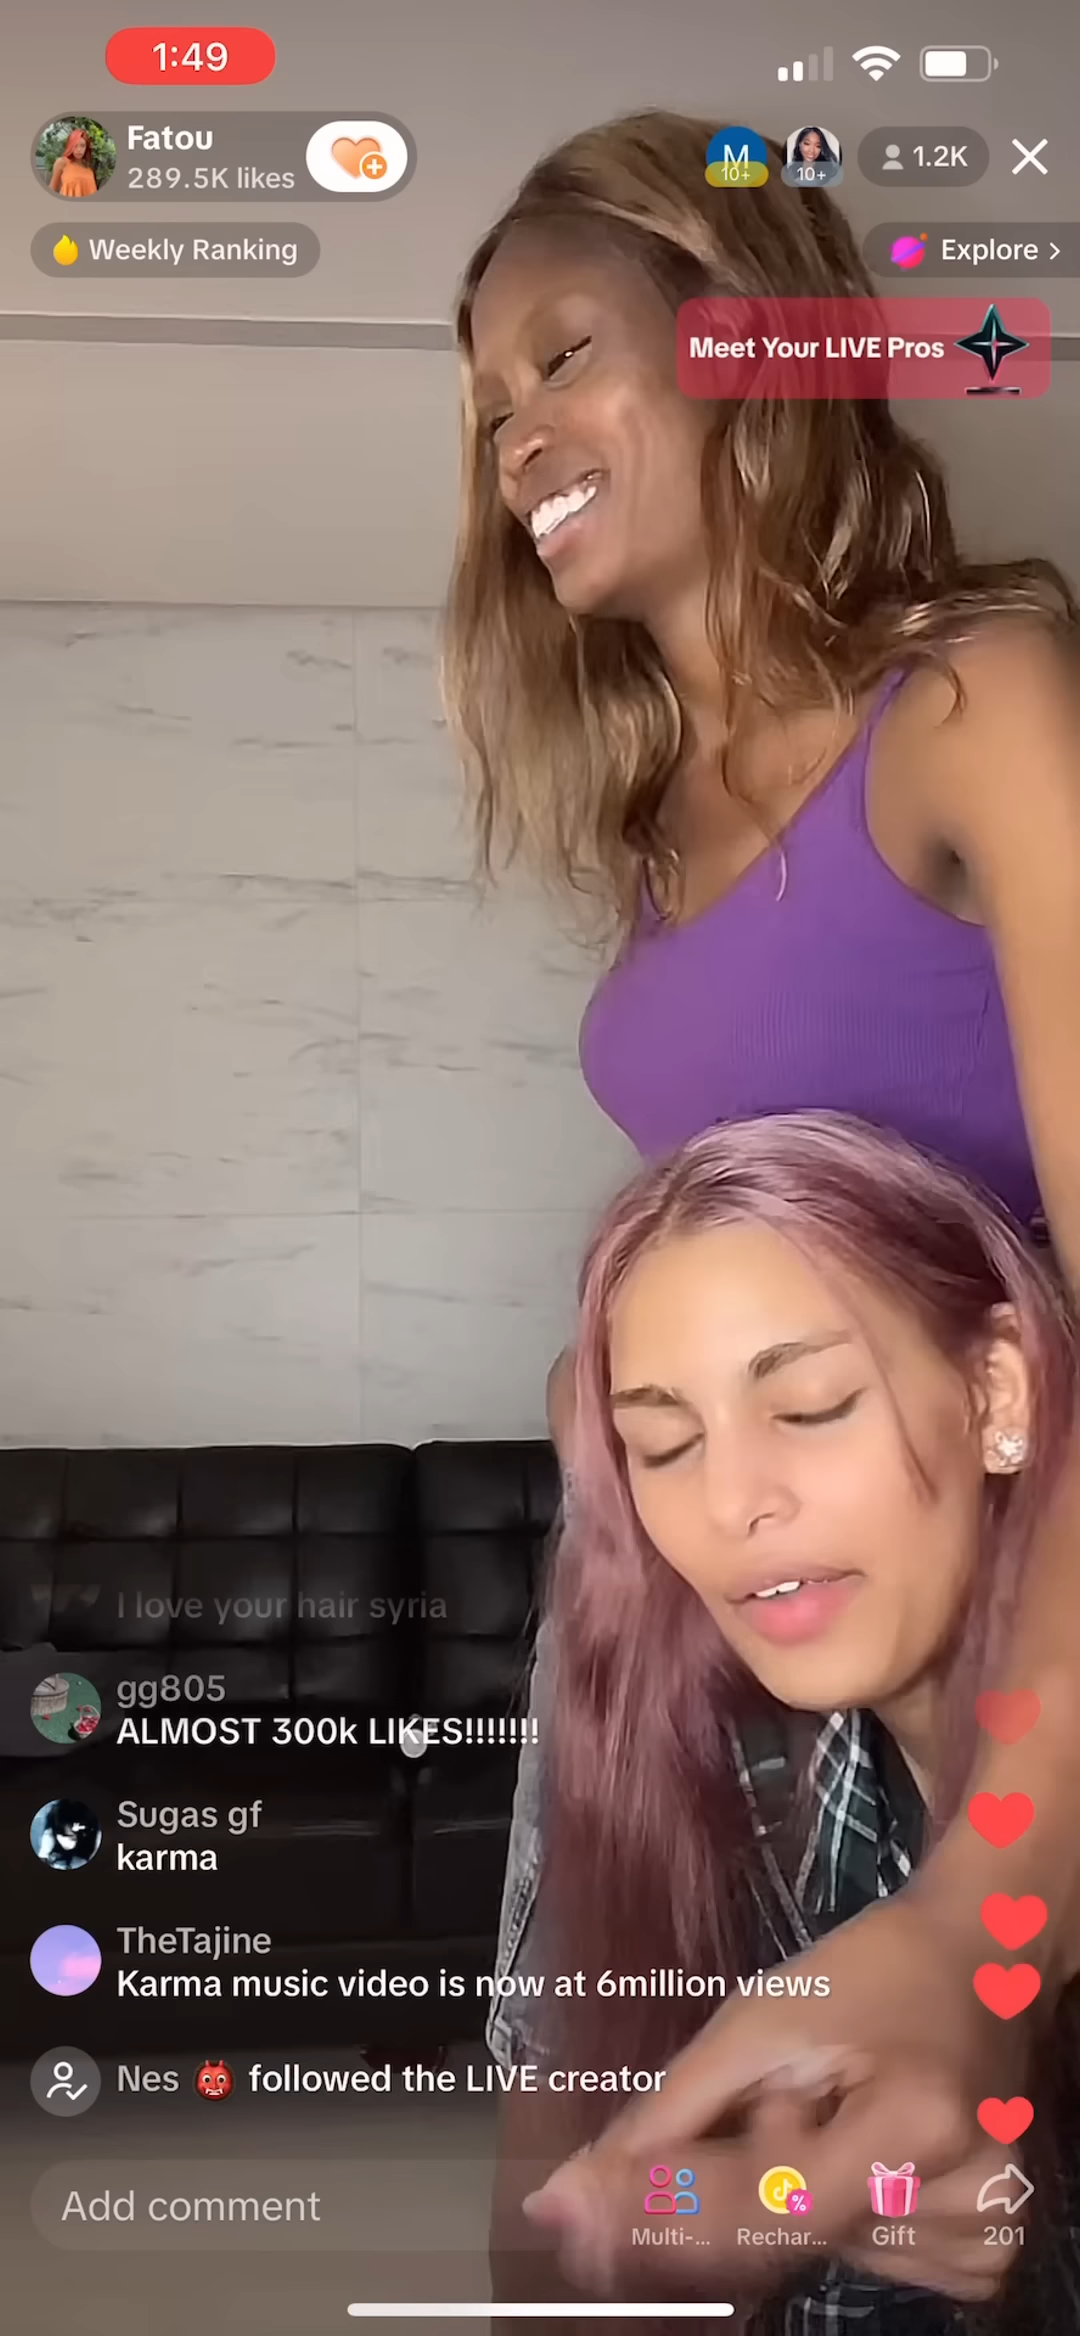 1:49
Fatou
289.5K likes
M
10+
10+
1.2K
Weekly Ranking
Explore >
Meet Your LIVE Pros
I love your hair syria
gg805
ALMOST 300k LIKES!!!!!!!
Sugas gf
karma
TheTajine
Karma music video is now at 6million views
Nes 👹 followed the LIVE creator
Add comment
Multi-...
%
Rechar...
Gift
201